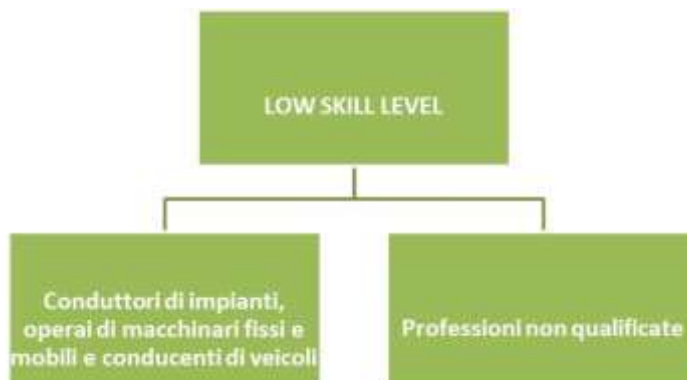 LOW SKILL LEVEL
Conduttori di impianti,
operai di macchinari fissi e
mobili e conducenti di veicoli
Professioni non qualificate